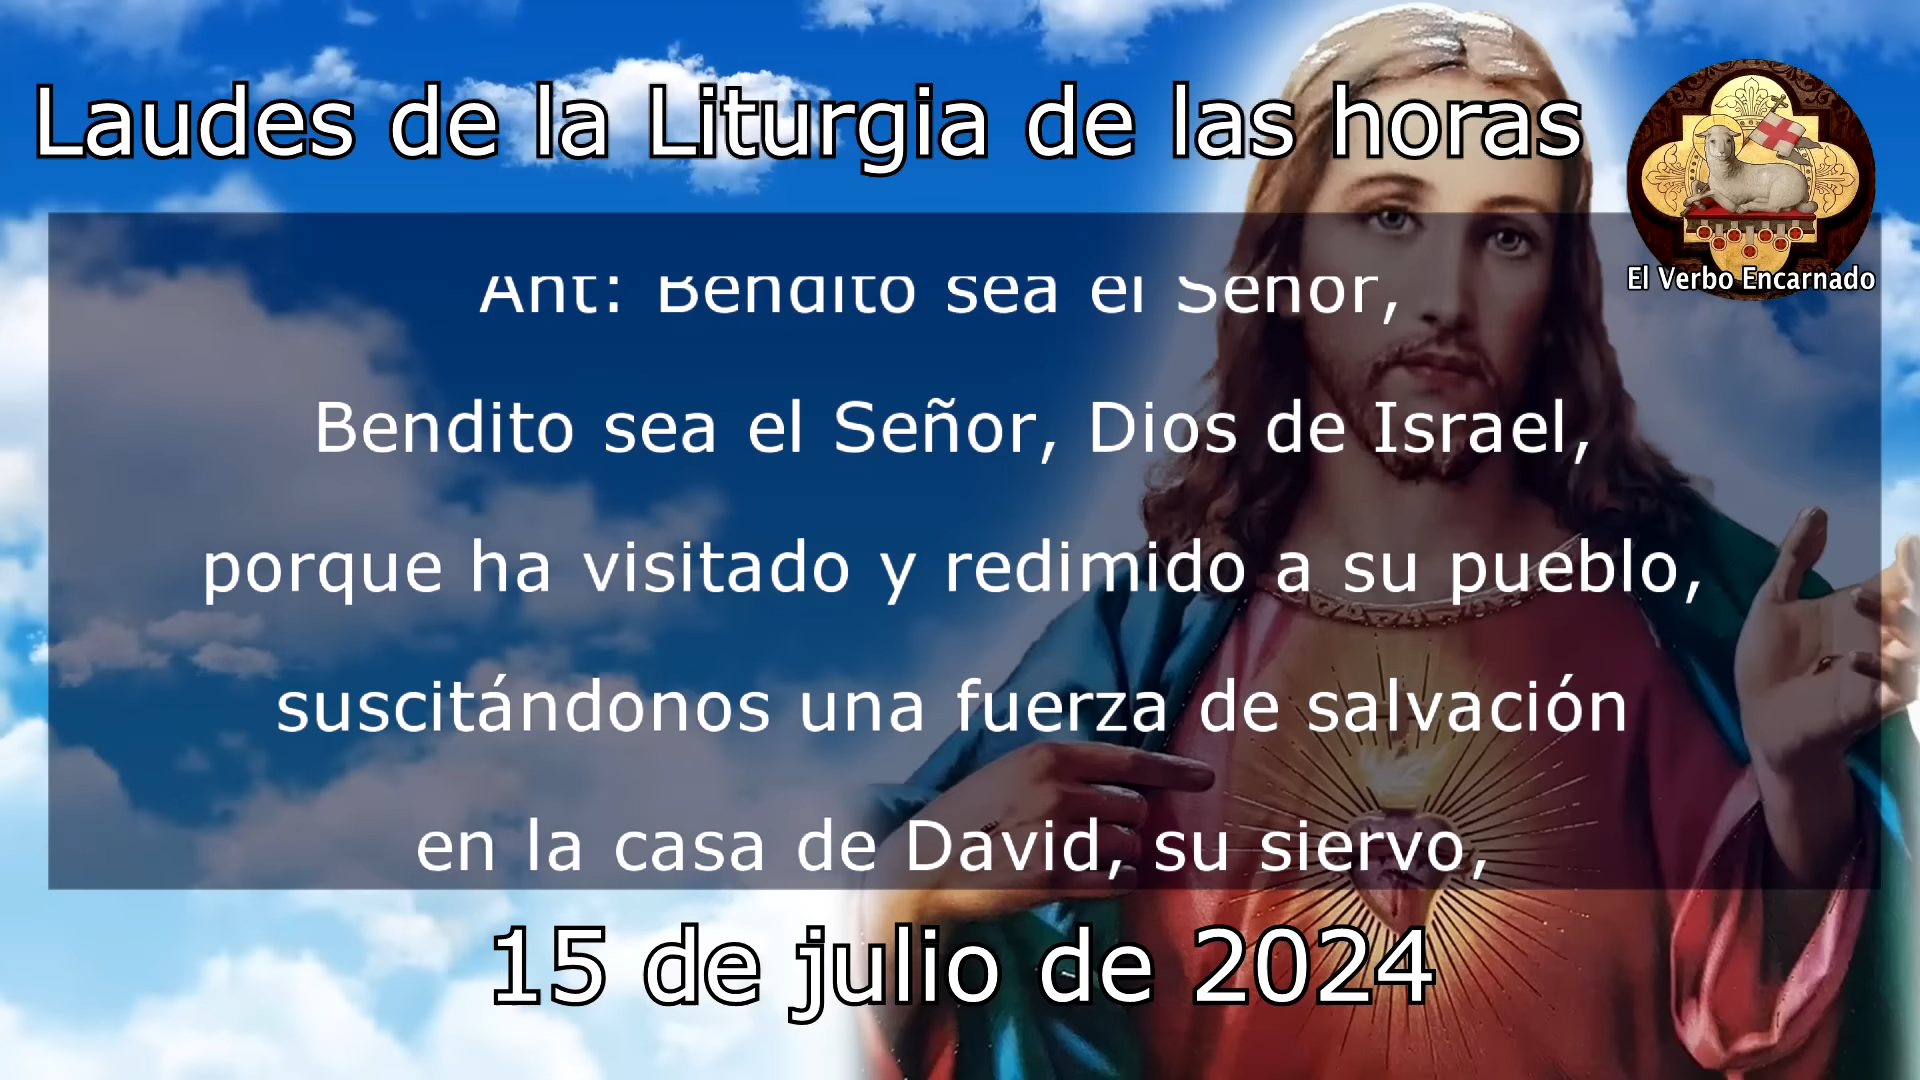 Laudes de la Liturgia de las horas
El Verbo Encarnado
Ant: Bendito sea el Señor,
Bendito sea el Señor, Dios de Israel,
porque ha visitado y redimido a su pueblo,
suscitándonos una fuerza de salvación
en la casa de David, su siervo,
15 de julio de 2024